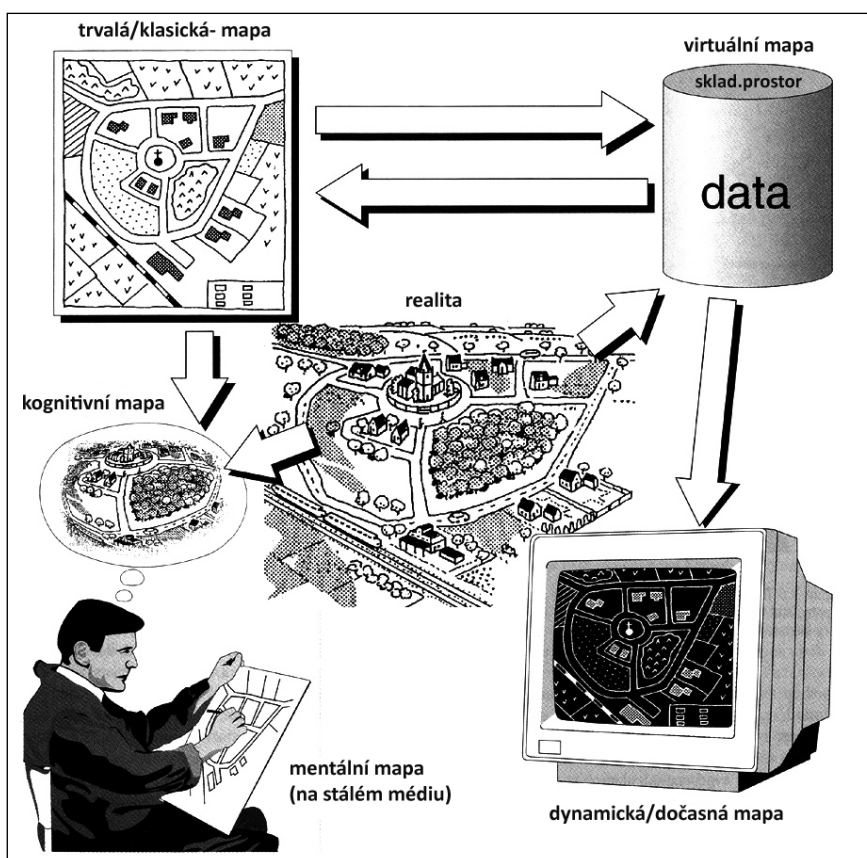 trvalá/klasická- mapa
virtuální mapa
sklad.prostor
data
realita
kognitivní mapa
mentální mapa
(na stálém médiu)
dynamická/dočasná mapa